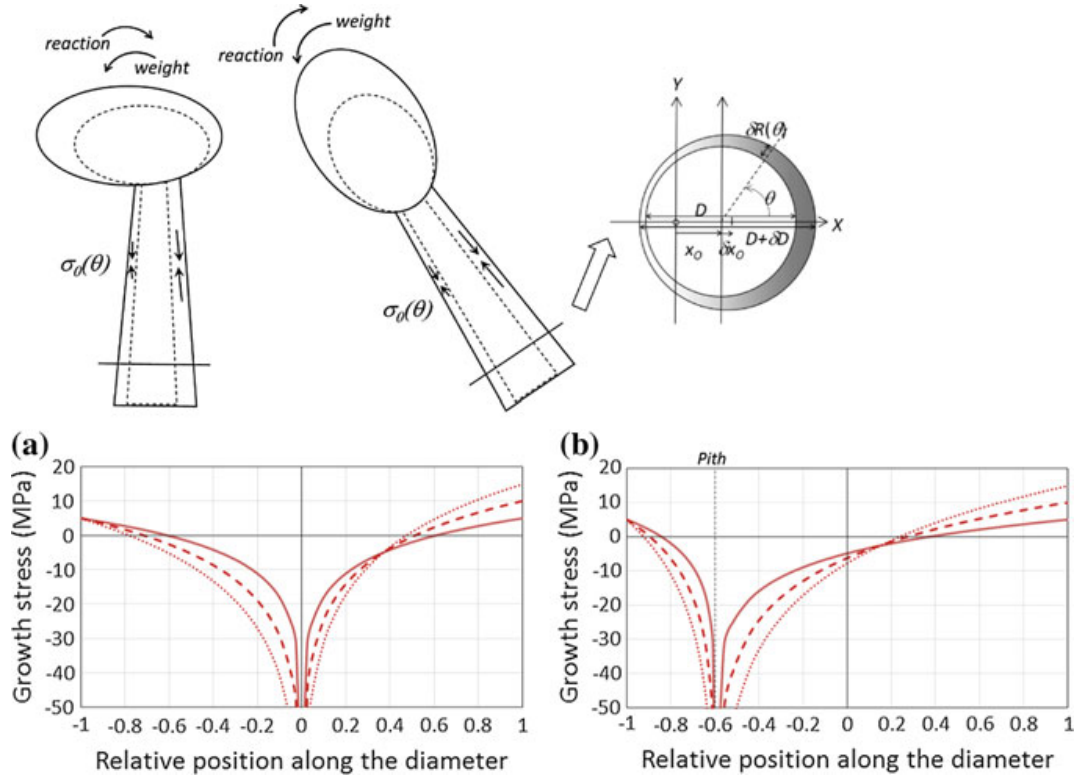 reaction
weight
σ0(θ)
reaction
weight
σ0(θ)
Y
δR(θ)
θ
D
D+δD
X
xO
δxO
(a)
20
10
0
-10
-20
-30
-40
-50
Growth stress (MPa)
-1 -0.8 -0.6 -0.4 -0.2 0 0.2 0.4 0.6 0.8 1
Relative position along the diameter
(b)
Pith
20
10
0
-10
-20
-30
-40
-50
Growth stress (MPa)
-1 -0.8 -0.6 -0.4 -0.2 0 0.2 0.4 0.6 0.8 1
Relative position along the diameter